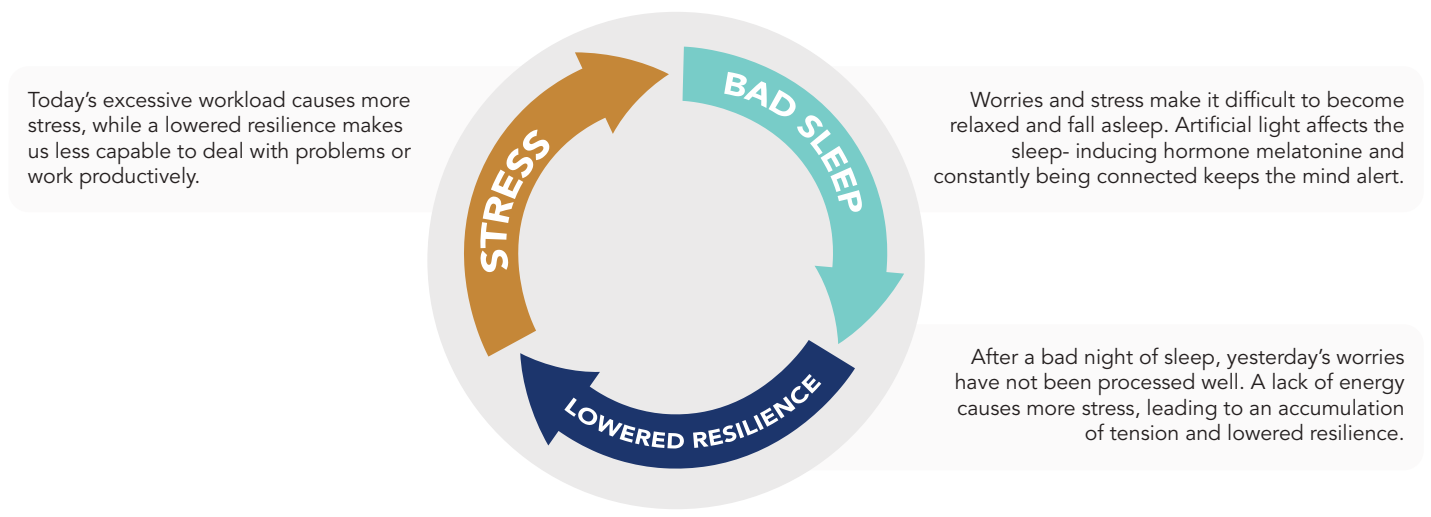 Today's excessive workload causes more
stress, while a lowered resilience makes
us less capable to deal with problems or
work productively.
STRESS
BAD SLEEP
Worries and stress make it difficult to become
relaxed and fall asleep. Artificial light affects the
sleep- inducing hormone melatonine and
constantly being connected keeps the mind alert.
LOWERED RESILIENCE
After a bad night of sleep, yesterday's worries
have not been processed well. A lack of energy
causes more stress, leading to an accumulation
of tension and lowered resilience.